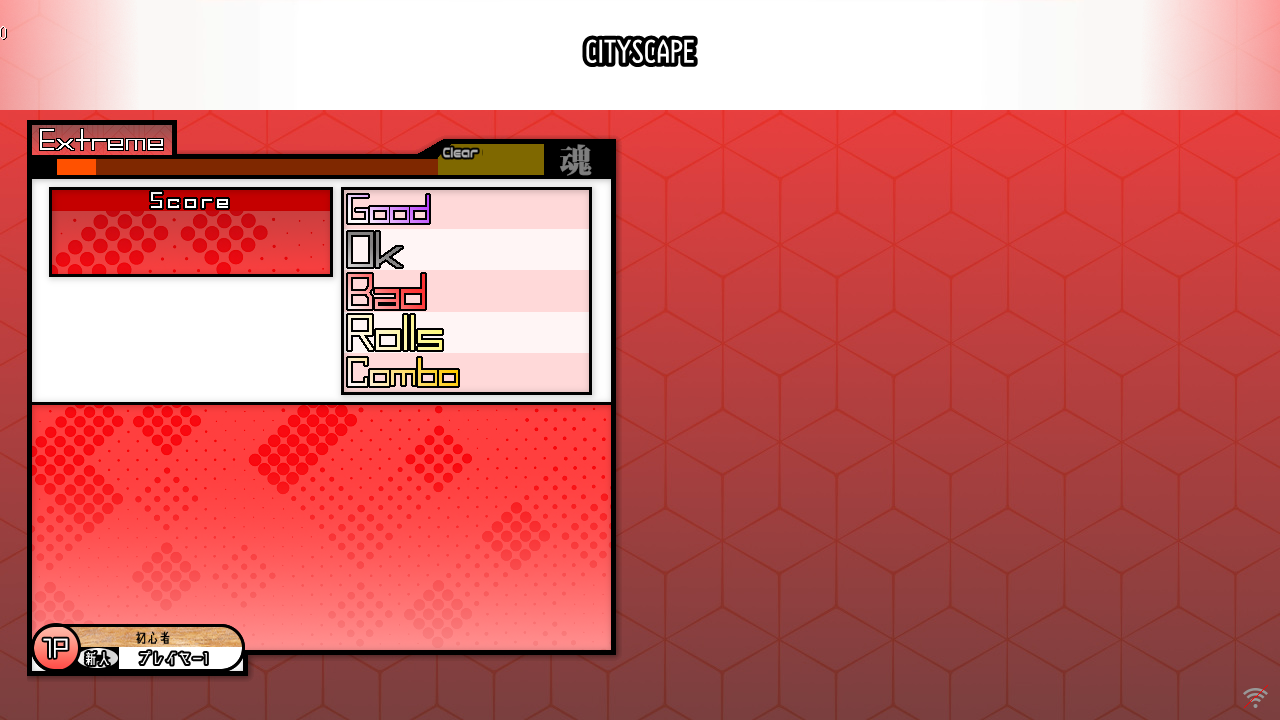 0
CITYSCAPE
Extreme
Clear
魂
Score
Good
Ok
Bad
Rolls
Combo
1P
初心者
新人
プレイヤー1